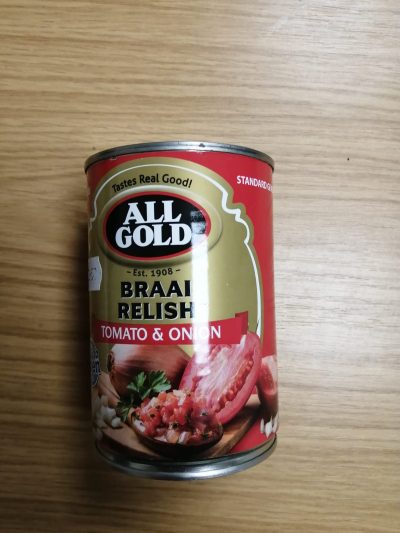 Tastes Real Good!
STANDARD
ALL
GOLD
- Est. 1908 -
BRAAI
RELISH
TOMATO & ONION